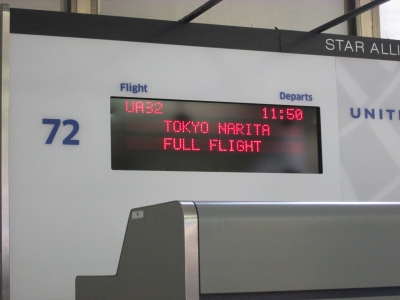 STAR ALLI
Flight Departs
UA32 11:50
TOKYO NARITA
FULL FLIGHT
72
UNITE